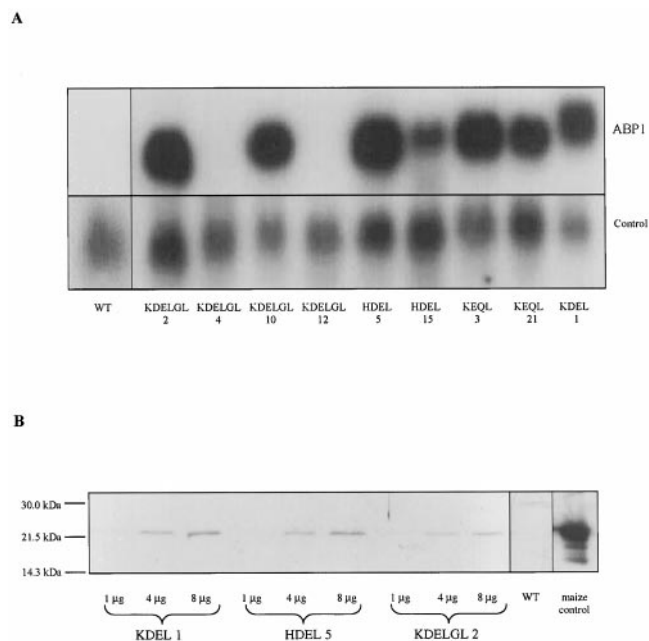 A
ABP1
Control
WT KDELGL 2 KDELGL 4 KDELGL 10 KDELGL 12 HDEL 5 HDEL 15 KEQL 3 KEQL 21 KDEL 1
B
30.0 kDa
21.5 kDa
14.3 kDa
1 µg 4 µg 8 µg 1 µg 4 µg 8 µg 1 µg 4 µg 8 µg WT maize control
KDEL 1 HDEL 5 KDELGL 2